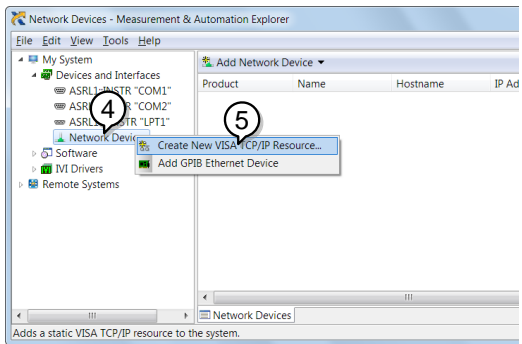 Network Devices - Measurement & Automation Explorer
File Edit View Tools Help
My System
Devices and Interfaces
ASRL1::INSTR "COM1"
"COM2"
"LPT1"
Network Devic
Software
IVI Drivers
Remote Systems
Add Network Device
Product Name Hostname IP Ad
4
5
Create New VISA TCP/IP Resource...
Add GPIB Ethernet Device
Network Devices
Adds a static VISA TCP/IP resource to the system.